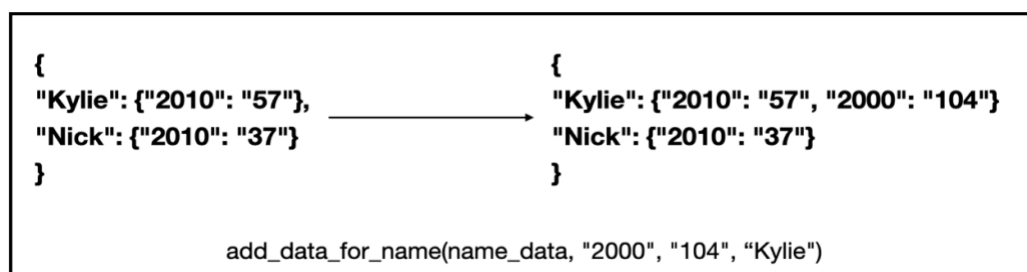 {
"Kylie": {"2010": "57"},
"Nick": {"2010": "37"}
}
{
"Kylie": {"2010": "57", "2000": "104"}
"Nick": {"2010": "37"}
}
add_data_for_name(name_data, "2000", "104", “Kylie")